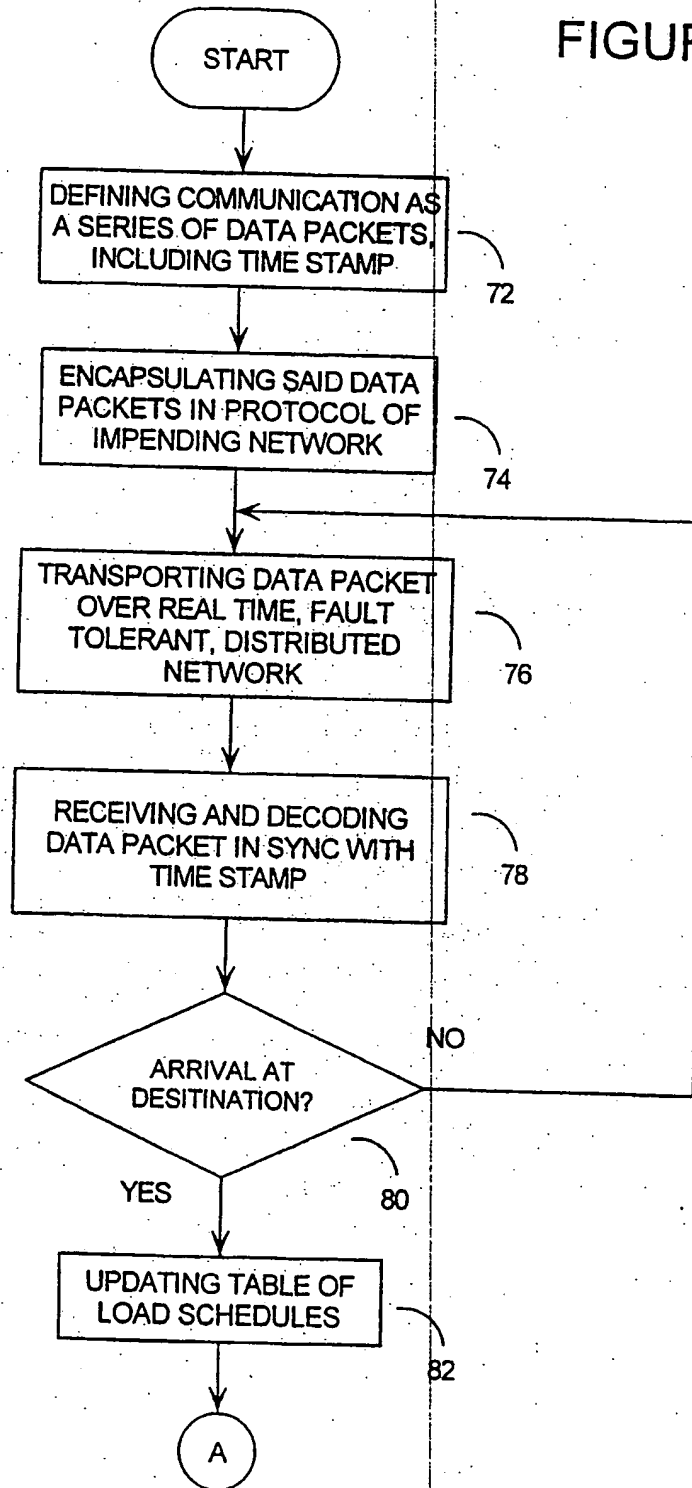 START
FIGUR
DEFINING COMMUNICATION AS
A SERIES OF DATA PACKETS,
INCLUDING TIME STAMP
72
ENCAPSULATING SAID DATA
PACKETS IN PROTOCOL OF
IMPENDING NETWORK
74
TRANSPORTING DATA PACKET
OVER REAL TIME, FAULT
TOLERANT, DISTRIBUTED
NETWORK
76
RECEIVING AND DECODING
DATA PACKET IN SYNC WITH
TIME STAMP
78
NO
ARRIVAL AT
DESITINATION?
80
YES
UPDATING TABLE OF
LOAD SCHEDULES
82
A